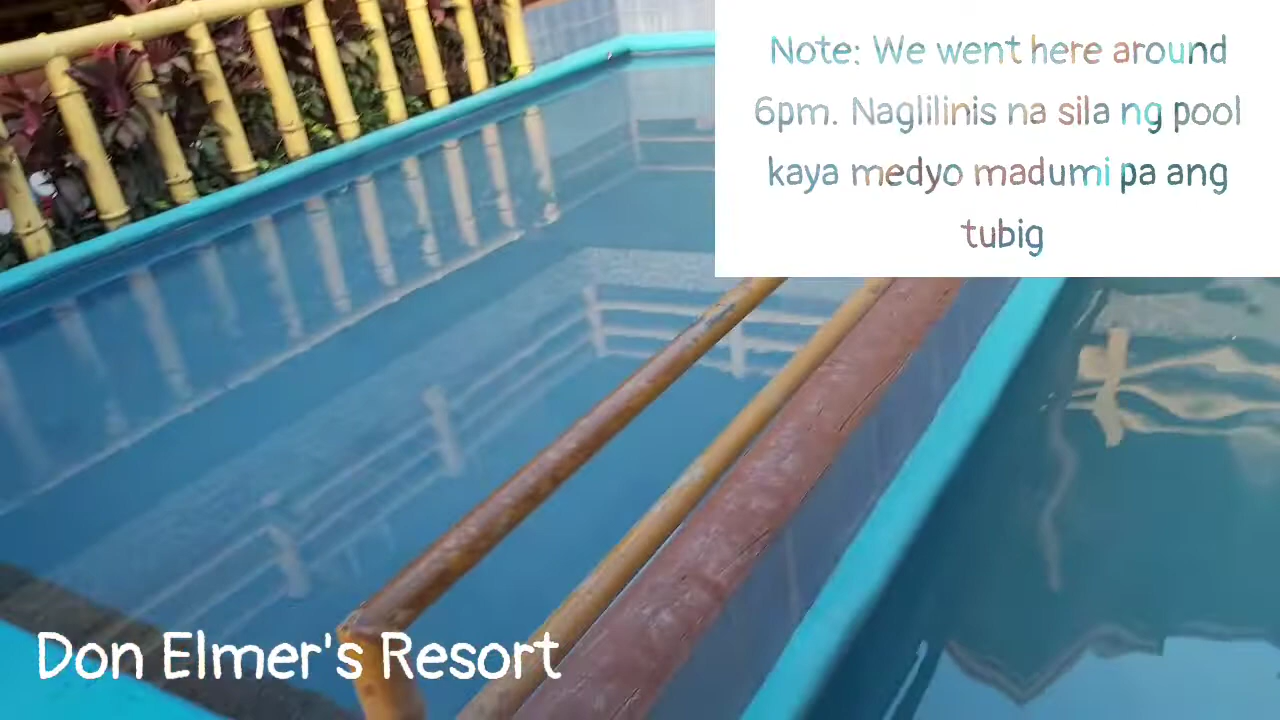 Note: We went here around
6pm. Naglilinis na sila ng pool
kaya medyo madumi pa ang
tubig
Don Elmer's Resort